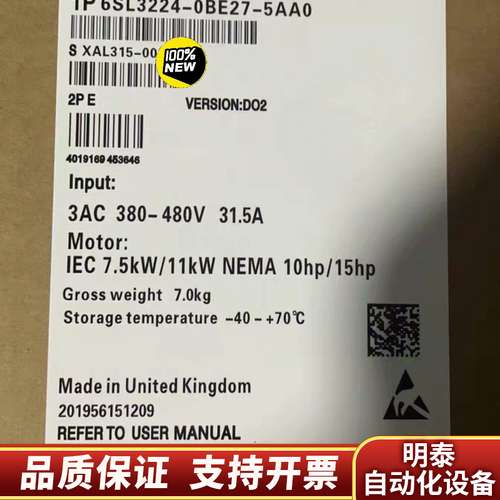 1P 6SL3224-0BE27-5AA0
S XAL315-00
100%
NEW
2P E VERSION:D02
4019169 453646
Input:
3AC 380-480V 31.5A
Motor:
IEC 7.5kW/11kW NEMA 10hp/15hp
Gross weight 7.0kg
Storage temperature -40 - +70℃
Made in United Kingdom
201956151209
REFER TO USER MANUAL
品质保证 支持开票
明泰
自动化设备